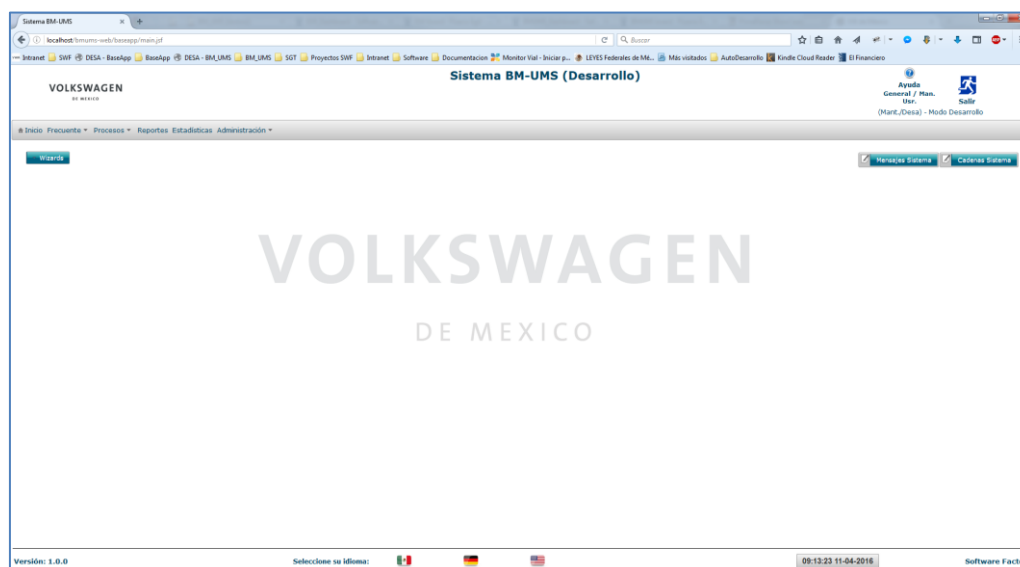 Sistema BM-UMS
localhost/bmums-web/baseapp/main.jsf
Buscar
Intranet SWF DESA - BaseApp BaseApp DESA - BM_UMS BM_UMS SGT Proyectos SWF Intranet Software Documentacion Monitor Vial - Iniciar p... LEYES Federales de Mé... Más visitados AutoDesarrollo Kindle Cloud Reader El Financiero
Sistema BM-UMS (Desarrollo)
VOLKSWAGEN
DE MEXICO
Ayuda
General / Man.
Usr.
Salir
(Mant./Desa) - Modo Desarrollo
Inicio Frecuente Procesos Reportes Estadísticas Administración
Wizards
Mensajes Sistema
Cadenas Sistema
VOLKSWAGEN
DE MEXICO
Versión: 1.0.0
Seleccione su idioma:
09:13:23 11-04-2016
Software Fact